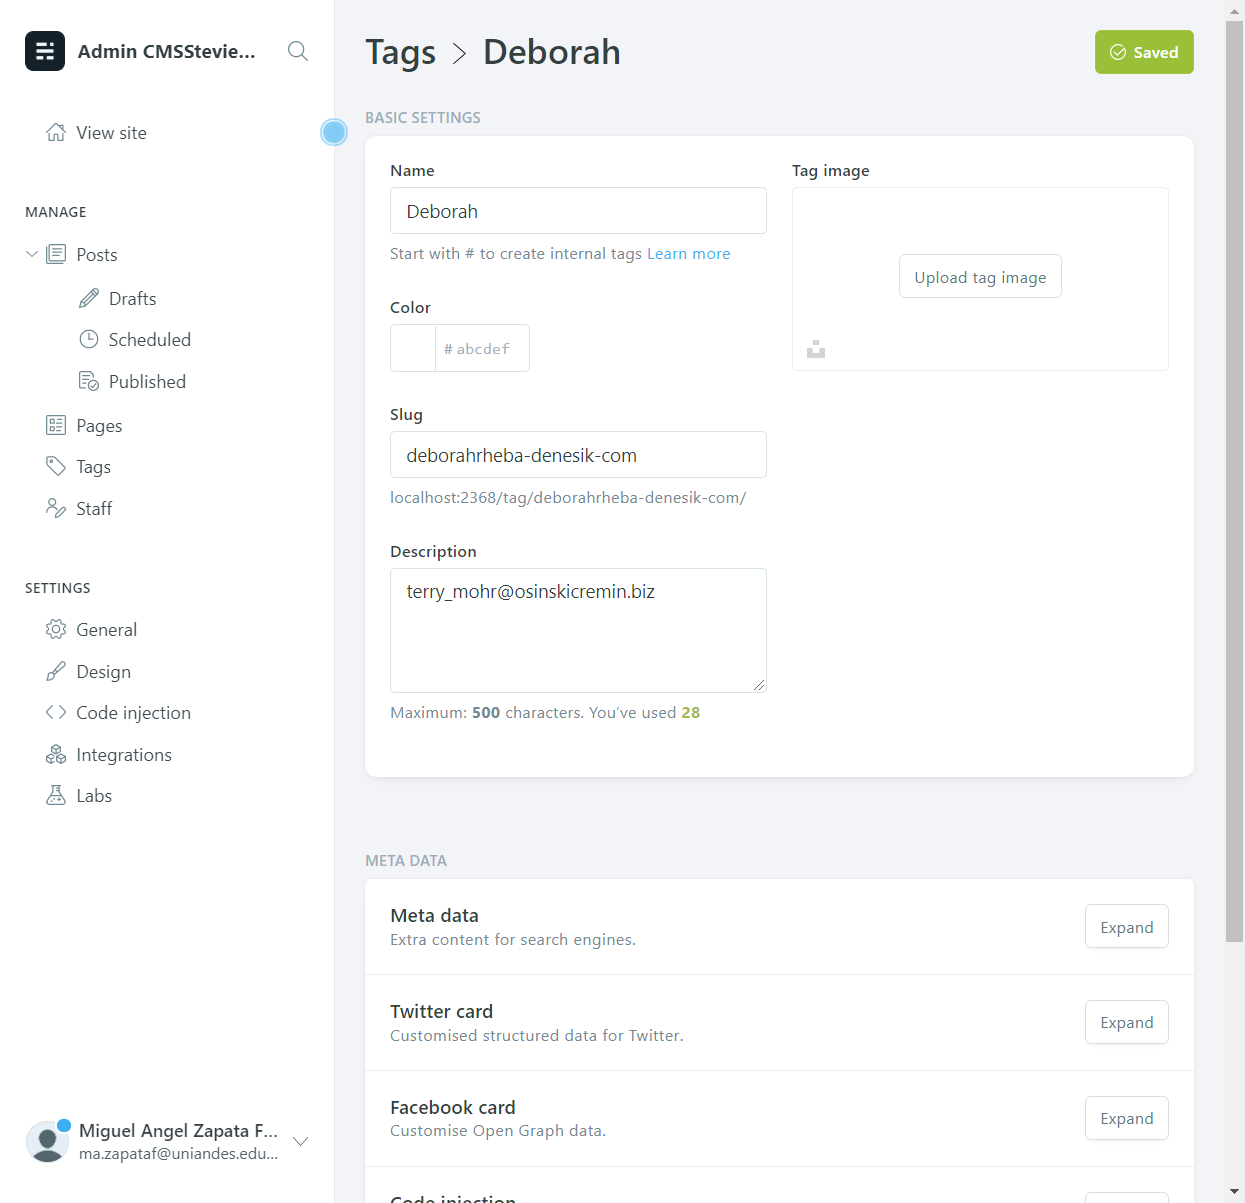 Admin CMSStevie...
View site
MANAGE
Posts
Drafts
Scheduled
Published
Pages
Tags
Staff
SETTINGS
General
Design
Code injection
Integrations
Labs
Miguel Angel Zapata F...
ma.zapataf@uniandes.edu...
Tags > Deborah
Saved
BASIC SETTINGS
Name
Deborah
Start with # to create internal tags Learn more
Color
# abcdef
Slug
deborahrheba-denesik-com
localhost:2368/tag/deborahrheba-denesik-com/
Description
terry_mohr@osinskicremin.biz
Maximum: 500 characters. You’ve used 28
Tag image
Upload tag image
META DATA
Meta data
Extra content for search engines.
Expand
Twitter card
Customised structured data for Twitter.
Expand
Facebook card
Customise Open Graph data.
Expand
Code injection